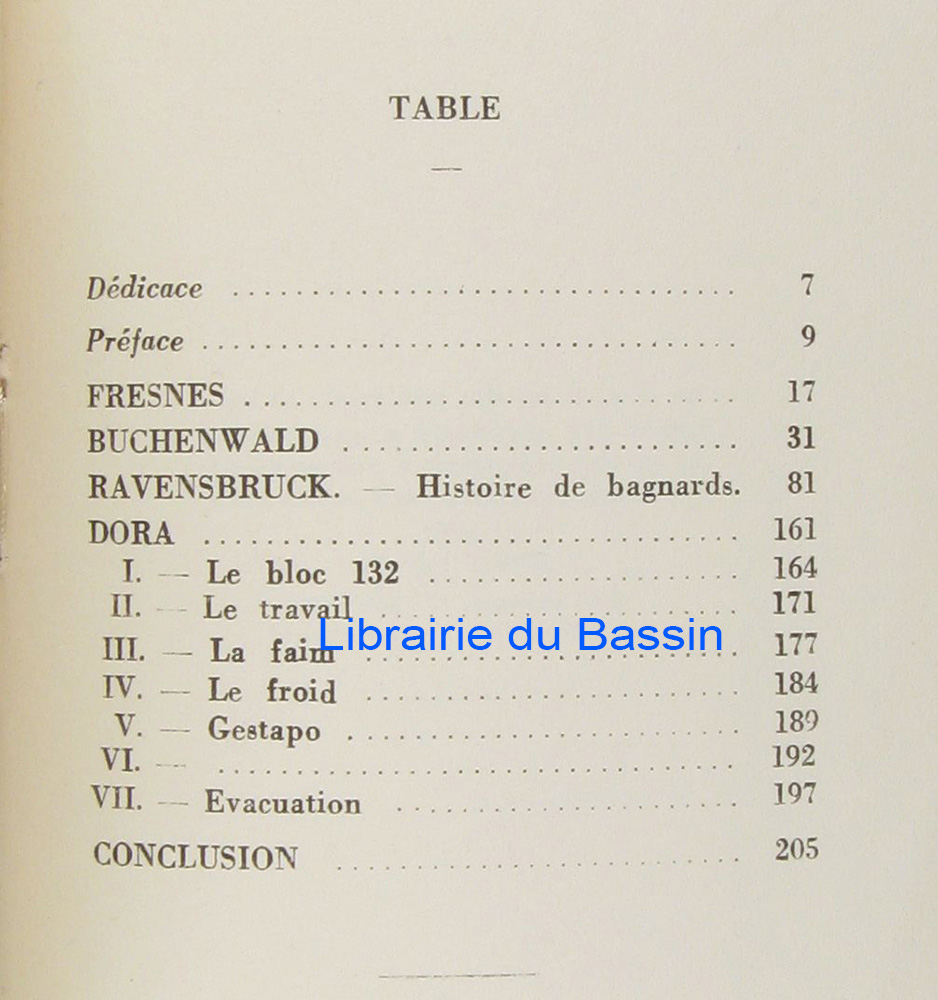 TABLE
Dédicace ................................. 7
Préface ................................... 9
FRESNES ................................ 17
BUCHENWALD .......................... 31
RAVENSBRUCK. — Histoire de bagnards. 81
DORA ................................... 161
I. — Le bloc 132 .................... 164
II. — Le travail ....................... 171
Librairie du Bassin
III. — La faim ........................ 177
IV. — Le froid ........................ 184
V. — Gestapo ......................... 189
VI. — .................................. 192
VII. — Evacuation ...................... 197
CONCLUSION .......................... 205